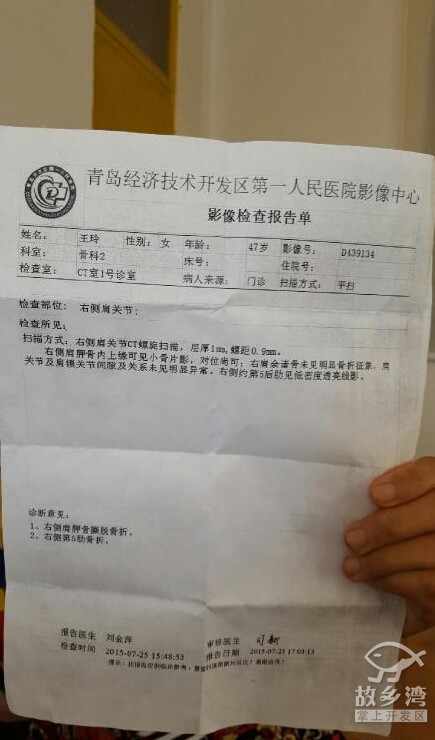 青岛经济技术开发区第一人民医院影像中心
影像检查报告单
姓名: 王玲 性别: 女 年龄: 47岁 影像号: D439134
科室: 骨科2 床号: 住院号:
检查室: CT室1号诊室 病人来源: 门诊 扫描方式: 平扫
检查部位: 右侧肩关节;
检查所见:
扫描方式:右侧肩关节CT螺旋扫描,层厚1mm,螺距0.9mm。
右侧肩胛骨内上缘可见小骨片影,对位尚可;右肩余诸骨未见明显骨折征象,肩
关节及肩锁关节间隙及关系未见明显异常。右侧约第5后肋见低密度透亮线影。
诊断意见:
1、右侧肩胛骨撕脱骨折。
2、右侧第5肋骨折。
报告医生 刘金萍 审核医生
检查时间 2015-07-25 15:48:53 报告日期 2015-07-25 17:03:13
提示: 此报告仅供临床参考,
故乡湾
掌上开发区